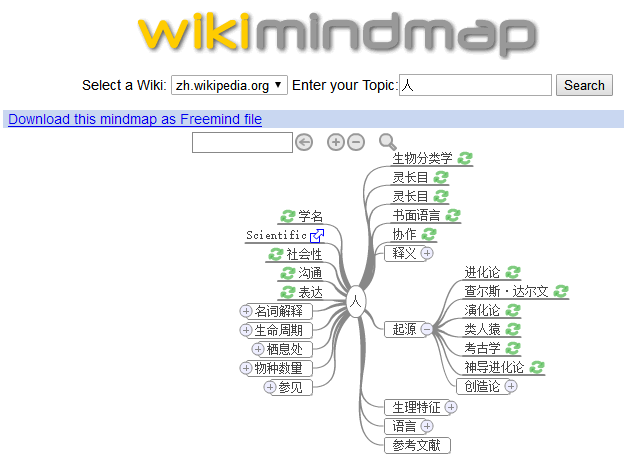 wikimindmap
Select a Wiki: zh.wikipedia.org Enter your Topic: 人 Search
Download this mindmap as Freemind file
生物分类学
灵长目
灵长目
书面语言
协作
释义
学名
Scientific
社会性
沟通
表达
名词解释
生命周期
栖息处
物种数量
参见
人
起源
进化论
查尔斯·达尔文
演化论
类人猿
考古学
神导进化论
创造论
生理特征
语言
参考文献